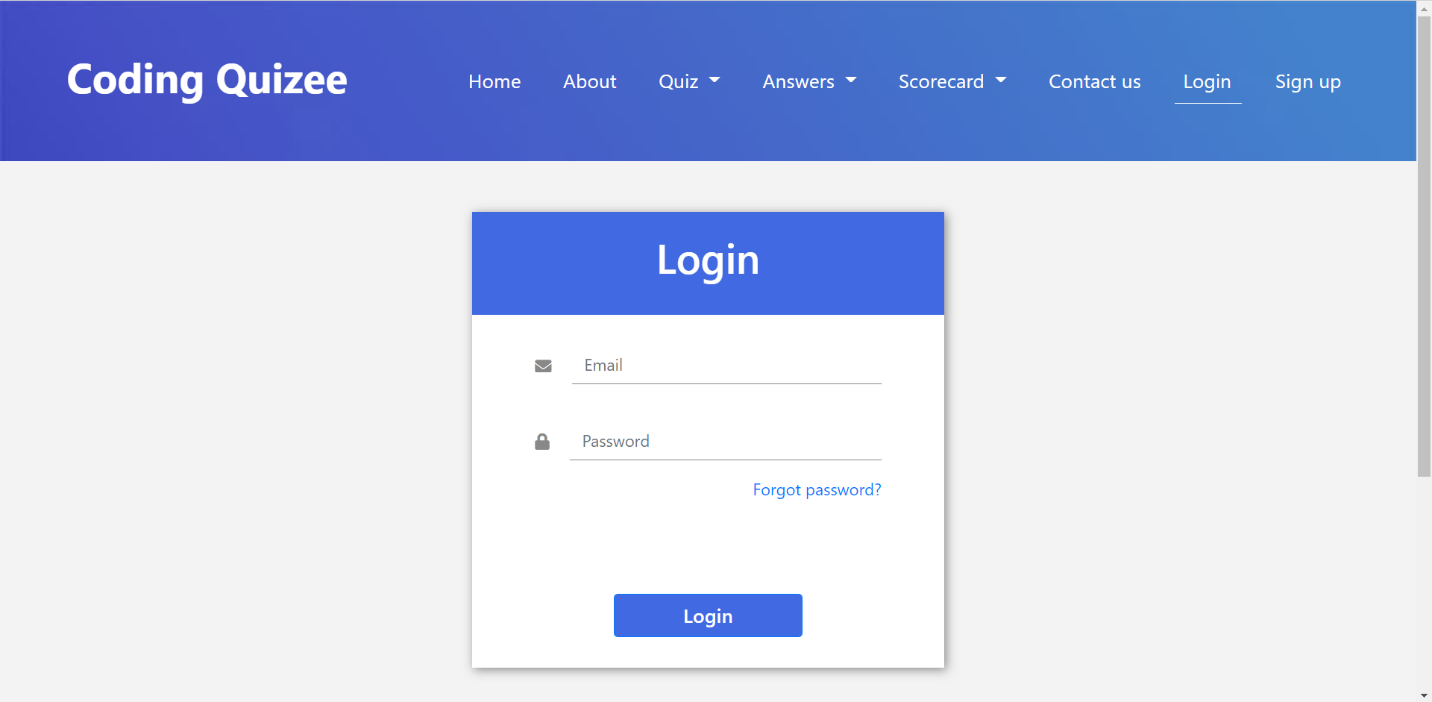 Coding Quizee Home About Quiz Answers Scorecard Contact us Login Sign up
Login
Email
Password
Forgot password?
Login